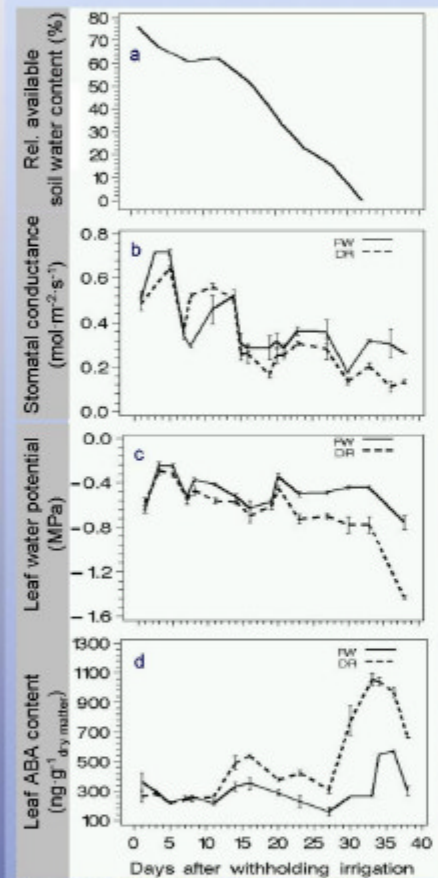 Rel. available
soil water content (%)
80
70
60
50
40
30
20
10
0
a
Stomatal conductance
(mol·m⁻²·s⁻¹)
0.8
0.6
0.4
0.2
0.0
b
FW
DR
Leaf water potential
(MPa)
0.0
-0.4
-0.8
-1.2
-1.6
c
FW
DR
Leaf ABA content
(ng·g⁻¹ dry matter)
1300
1100
900
700
500
300
100
d
FW
DR
0 5 10 15 20 25 30 35 40
Days after withholding irrigation